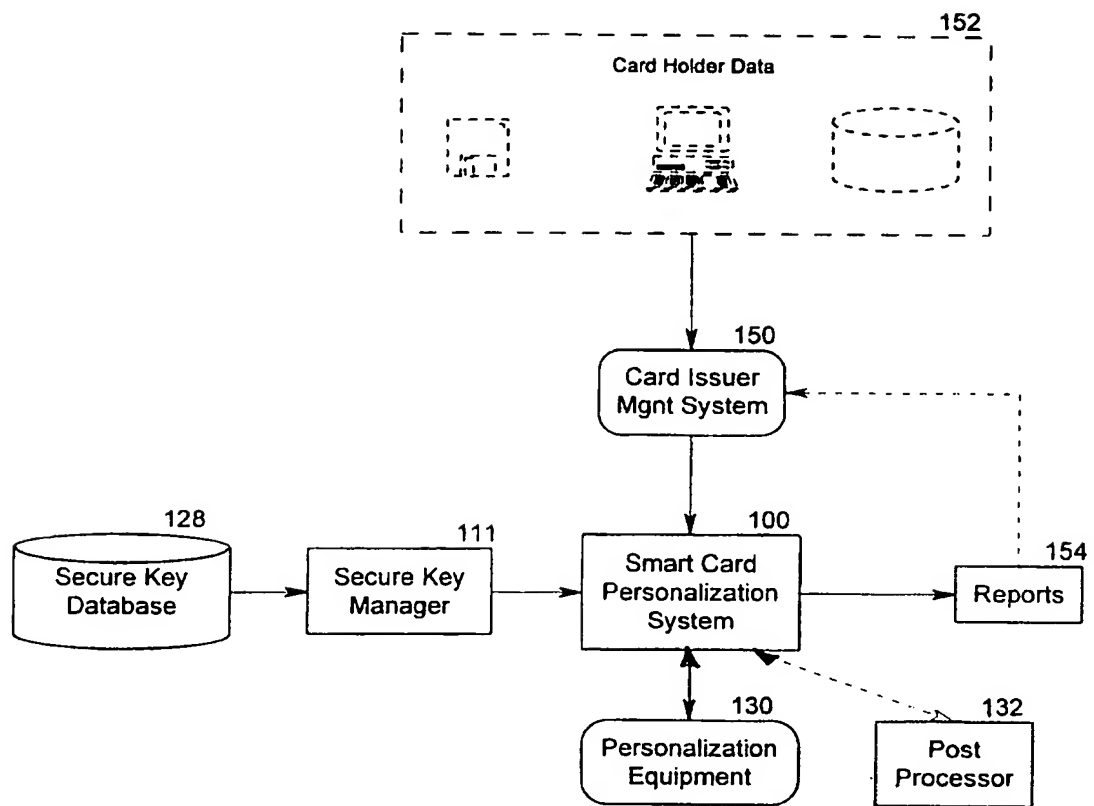 152
Card Holder Data
150
Card Issuer
Mgnt System
128
Secure Key
Database
111
Secure Key
Manager
100
Smart Card
Personalization
System
154
Reports
130
Personalization
Equipment
132
Post
Processor